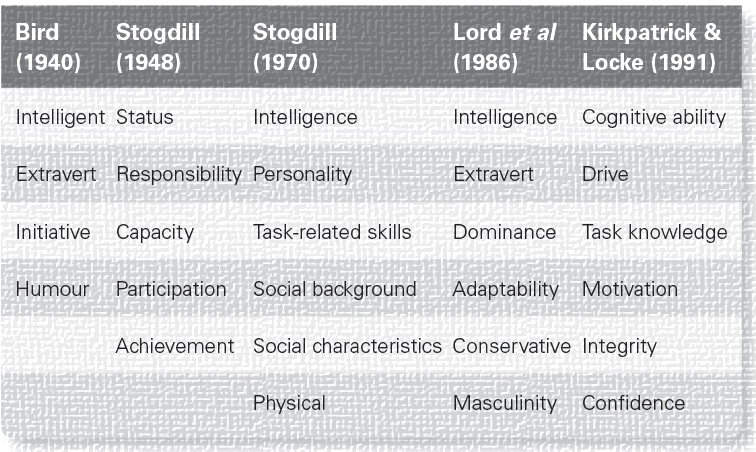 Bird Stogdill Stogdill Lord et al Kirkpatrick &
(1940) (1948) (1970) (1986) Locke (1991)
Intelligent Status Intelligence Intelligence Cognitive ability
Extravert Responsibility Personality Extravert Drive
Initiative Capacity Task-related skills Dominance Task knowledge
Humour Participation Social background Adaptability Motivation
Achievement Social characteristics Conservative Integrity
Physical Masculinity Confidence